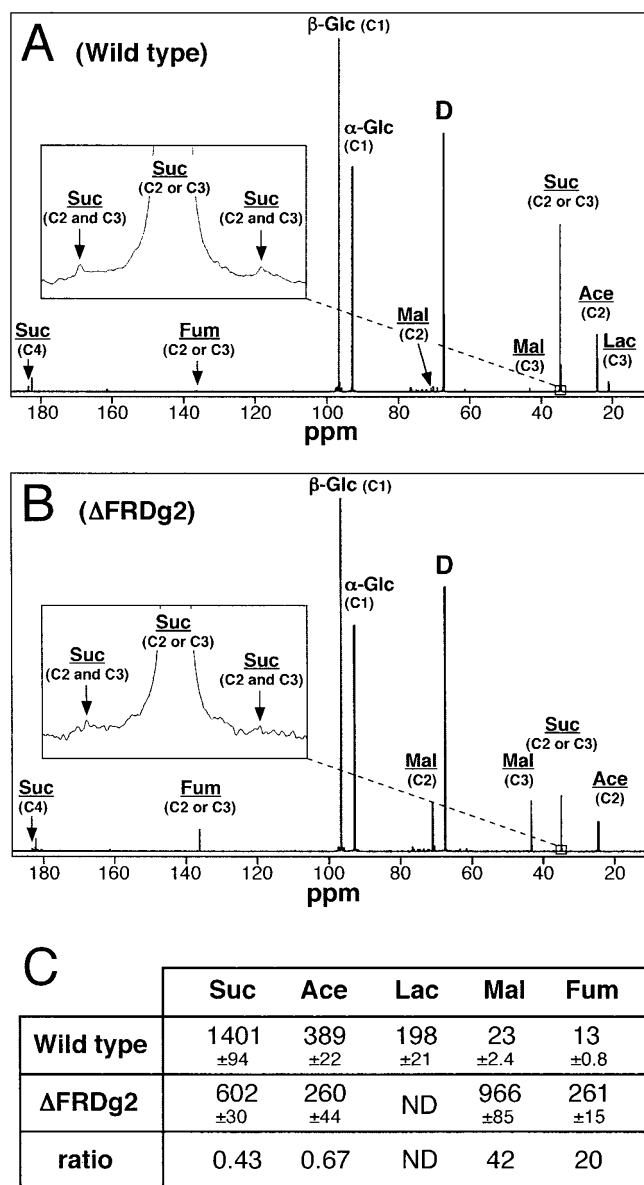 A (Wild type)
β-Glc (C1)
α-Glc
(C1)
D
Suc
(C2 or C3)
Suc
(C2 and C3)
Suc
(C2 and C3)
Suc
(C2 or C3)
Suc
(C4)
Fum
(C2 or C3)
Mal
(C2)
Mal
(C3)
Ace
(C2)
Lac
(C3)
180 160 140 120 100 80 60 40 20
ppm
B (ΔFRDg2)
β-Glc (C1)
α-Glc
(C1)
D
Suc
(C2 or C3)
Suc
(C2 and C3)
Suc
(C2 and C3)
Suc
(C2 or C3)
Suc
(C4)
Fum
(C2 or C3)
Mal
(C2)
Mal
(C3)
Ace
(C2)
180 160 140 120 100 80 60 40 20
ppm
C
Suc Ace Lac Mal Fum
Wild type 1401 389 198 23 13
±94 ±22 ±21 ±2.4 ±0.8
ΔFRDg2 602 260 ND 966 261
±30 ±44 ±85 ±15
ratio 0.43 0.67 ND 42 20